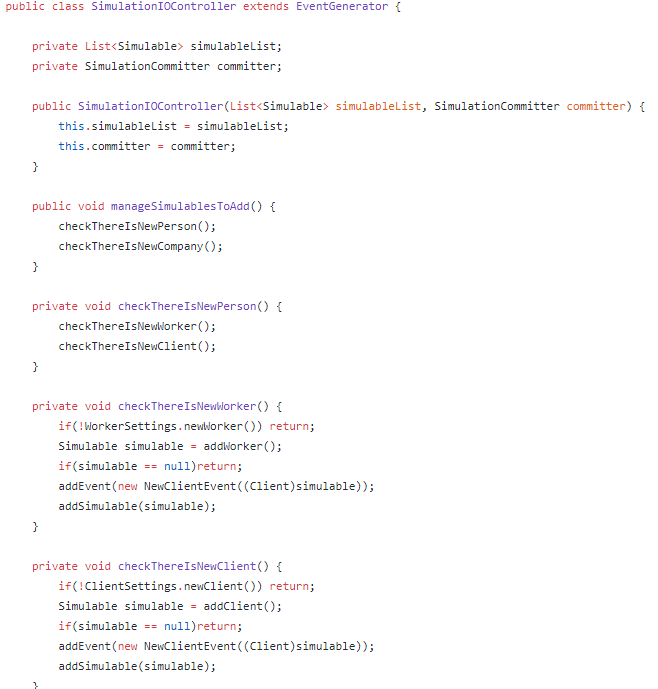 public class SimulationIOController extends EventGenerator {
private List<Simulable> simulableList;
private SimulationCommitter committer;
public SimulationIOController(List<Simulable> simulableList, SimulationCommitter committer) {
this.simulableList = simulableList;
this.committer = committer;
}
public void manageSimulablesToAdd() {
checkThereIsNewPerson();
checkThereIsNewCompany();
}
private void checkThereIsNewPerson() {
checkThereIsNewWorker();
checkThereIsNewClient();
}
private void checkThereIsNewWorker() {
if(!WorkerSettings.newWorker()) return;
Simulable simulable = addWorker();
if(simulable == null)return;
addEvent(new NewClientEvent((Client)simulable));
addSimulable(simulable);
}
private void checkThereIsNewClient() {
if(!ClientSettings.newClient()) return;
Simulable simulable = addClient();
if(simulable == null)return;
addEvent(new NewClientEvent((Client)simulable));
addSimulable(simulable);
}